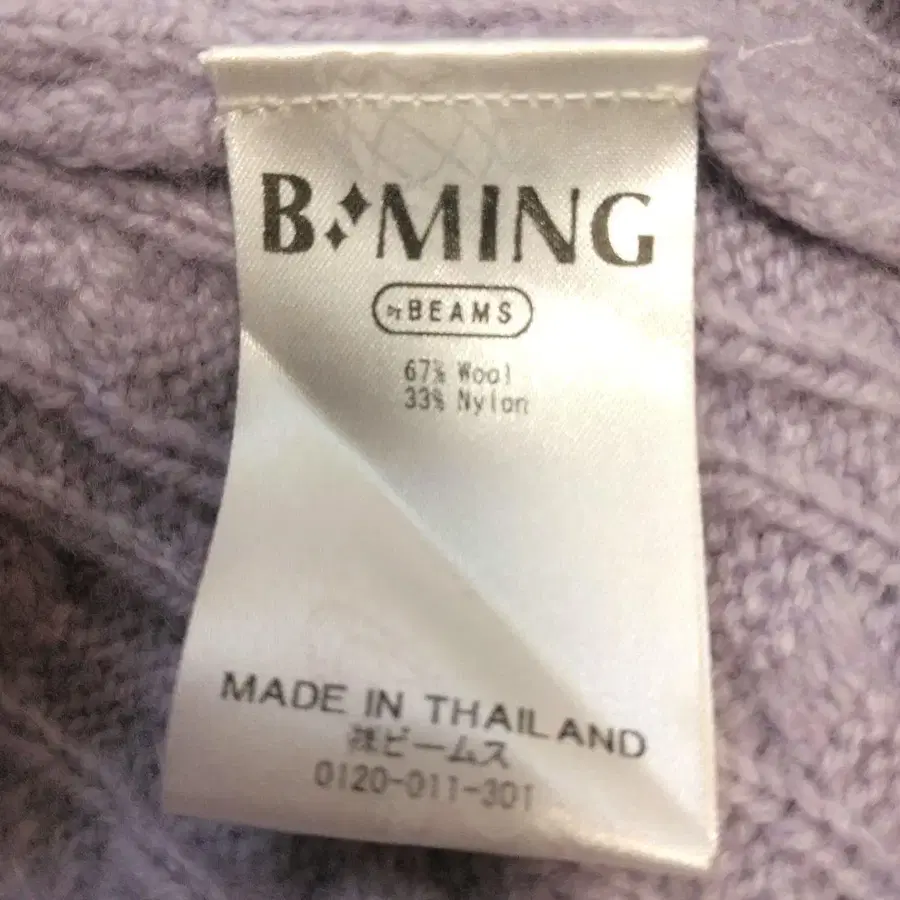 B MING
by BEAMS
67% Wool
33% Nylon
MADE IN THAILAND
㈱ビームス
0120-011-301